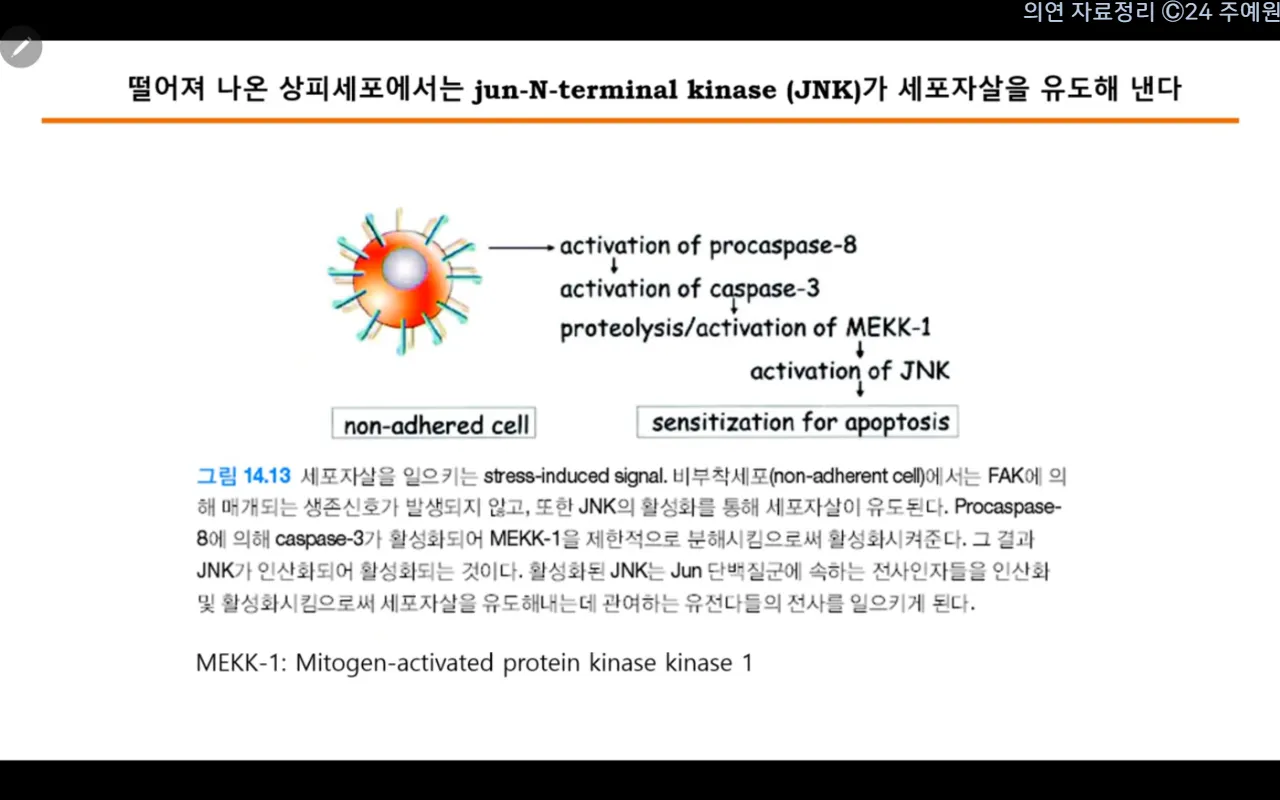 의연 자료정리 ©24 주예원
떨어져 나온 상피세포에서는 jun-N-terminal kinase (JNK)가 세포자살을 유도해 낸다
activation of procaspase-8
activation of caspase-3
proteolysis/activation of MEKK-1
activation of JNK
non-adhered cell
sensitization for apoptosis
그림 14.13 세포자살을 일으키는 stress-induced signal. 비부착세포(non-adherent cell)에서는 FAK에 의
해 매개되는 생존신호가 발생되지 않고, 또한 JNK의 활성화를 통해 세포자살이 유도된다. Procaspase-
8에 의해 caspase-3가 활성화되어 MEKK-1을 제한적으로 분해시킴으로써 활성화시켜준다. 그 결과
JNK가 인산화되어 활성화되는 것이다. 활성화된 JNK는 Jun 단백질군에 속하는 전사인자들을 인산화
및 활성화시킴으로써 세포자살을 유도해내는데 관여하는 유전다들의 전사를 일으키게 된다.
MEKK-1: Mitogen-activated protein kinase kinase 1